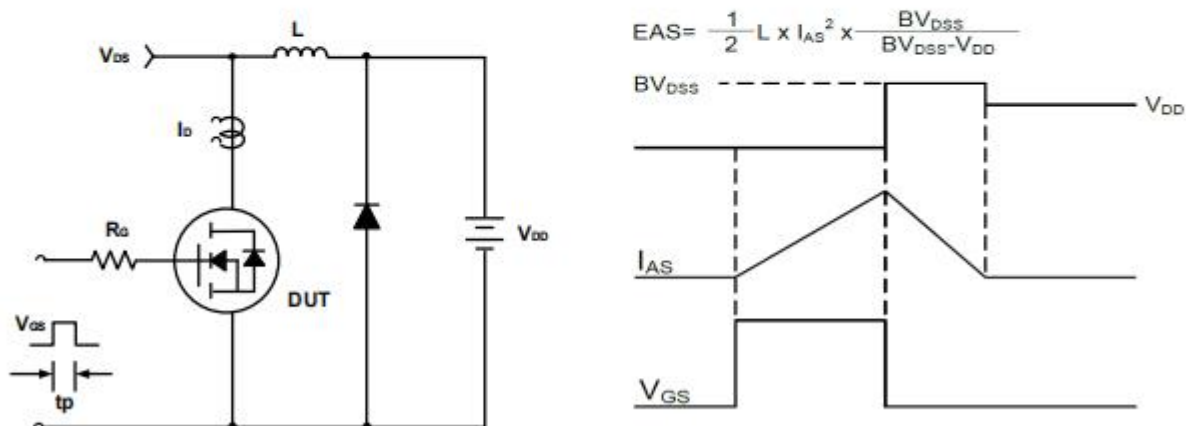 L
VDS
ID
RG
VDD
DUT
VGS
tp
EAS= 1/2 L x IAS² x BVDSS/BVDSS-VDD
BVDSS
VDD
IAS
VGS